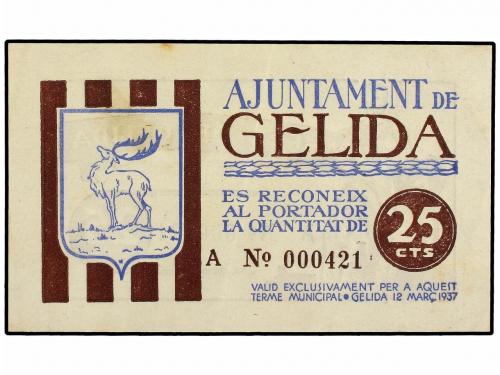 AJUNTAMENT DE
GELIDA
ES RECONEIX
AL PORTADOR
LA QUANTITAT DE
25
CTS
A Nº 000421
VALID EXCLUSIVAMENT PER A AQUEST
TERME MUNICIPAL • GELIDA 12 MARÇ 1937